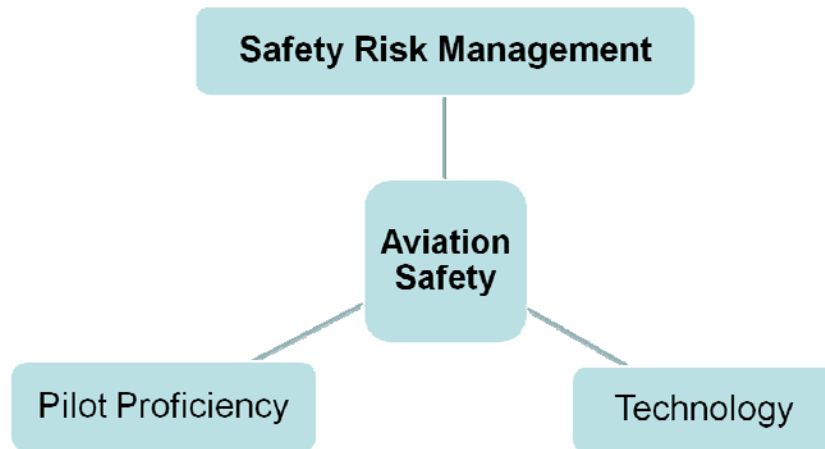 Safety Risk Management
Aviation
Safety
Pilot Proficiency
Technology